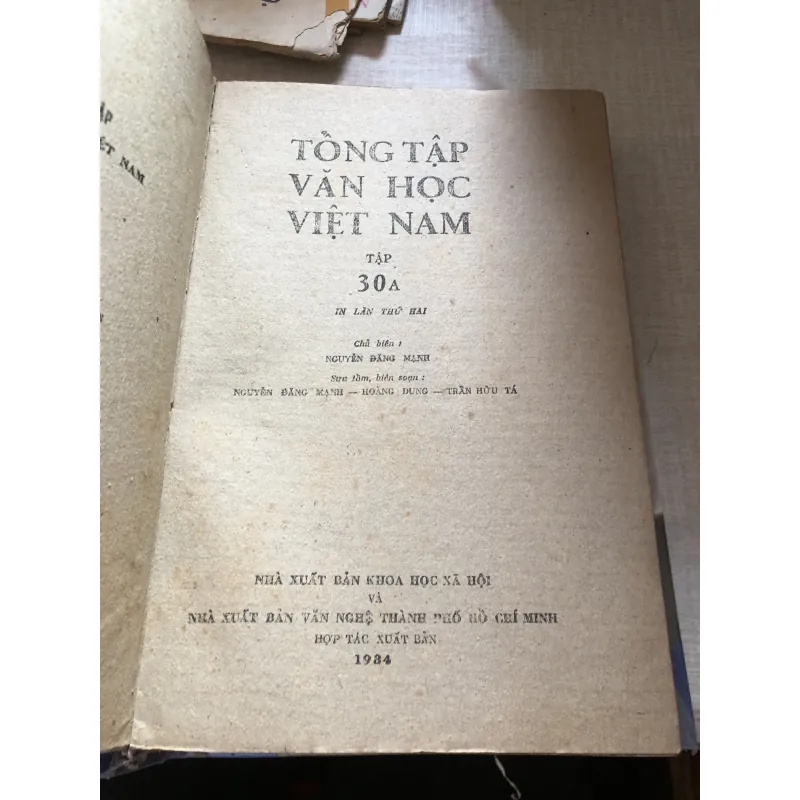 TỔNG TẬP
VĂN HỌC
VIỆT NAM
TẬP
30A
IN LẦN THỨ HAI
Chủ biên :
NGUYỄN ĐĂNG MẠNH
Sưu tầm, biên soạn :
NGUYỄN ĐĂNG MẠNH — HOÀNG DUNG — TRẦN HỮU TÁ
NHÀ XUẤT BẢN KHOA HỌC XÃ HỘI
VÀ
NHÀ XUẤT BẢN VĂN NGHỆ THÀNH PHỐ HỒ CHÍ MINH
HỢP TÁC XUẤT BẢN
1984